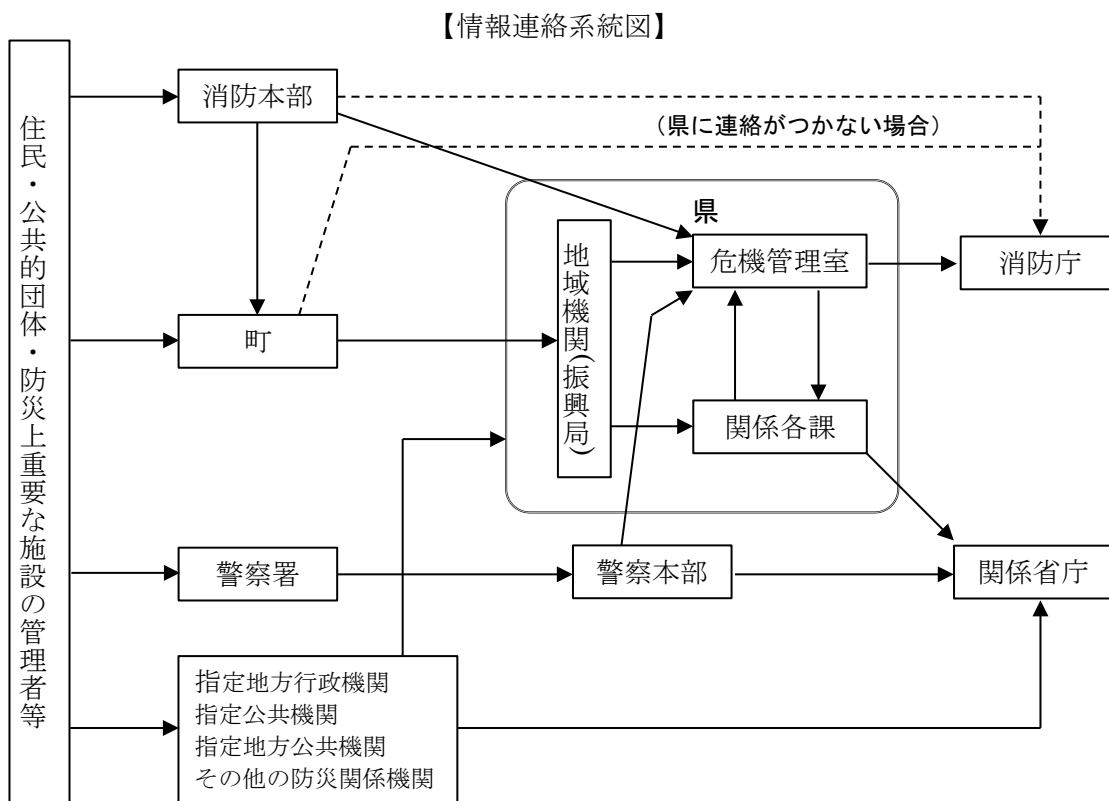 【情報連絡系統図】
住民・公共的団体・防災上重要な施設の管理者等
消防本部
(県に連絡がつかない場合)
県
地域機関(振興局)
危機管理室
消防庁
町
関係各課
警察署
警察本部
関係省庁
指定地方行政機関
指定公共機関
指定地方公共機関
その他の防災関係機関